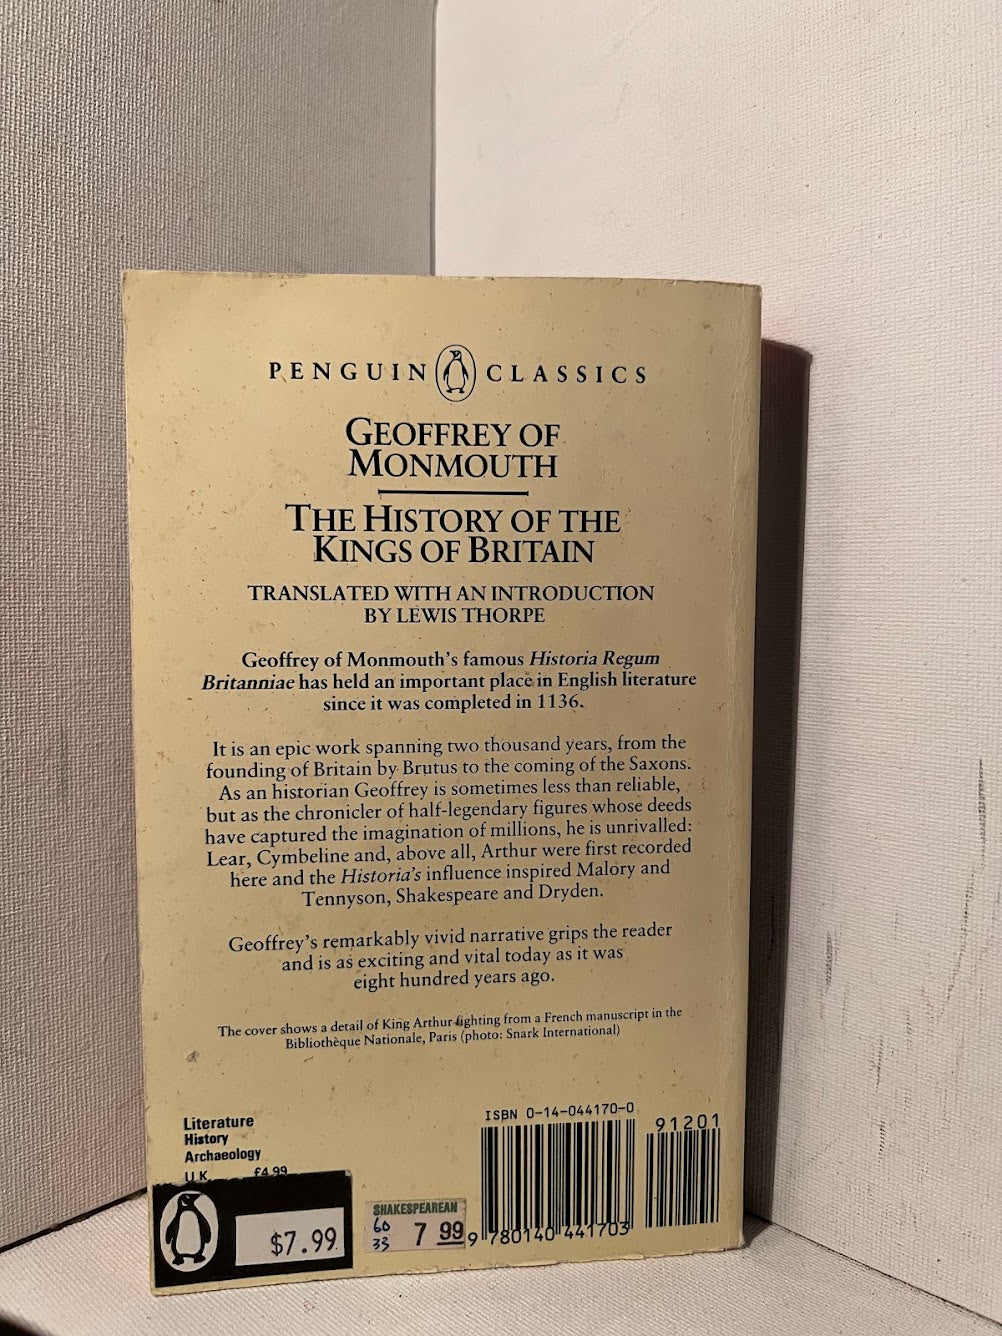 PENGUIN CLASSICS
GEOFFREY OF
MONMOUTH
THE HISTORY OF THE
KINGS OF BRITAIN
TRANSLATED WITH AN INTRODUCTION
BY LEWIS THORPE
Geoffrey of Monmouth's famous Historia Regum
Britanniae has held an important place in English literature
since it was completed in 1136.
It is an epic work spanning two thousand years, from the
founding of Britain by Brutus to the coming of the Saxons.
As an historian Geoffrey is sometimes less than reliable,
but as the chronicler of half-legendary figures whose deeds
have captured the imagination of millions, he is unrivalled:
Lear, Cymbeline and, above all, Arthur were first recorded
here and the Historia's influence inspired Malory and
Tennyson, Shakespeare and Dryden.
Geoffrey's remarkably vivid narrative grips the reader
and is as exciting and vital today as it was
eight hundred years ago.
The cover shows a detail of King Arthur fighting from a French manuscript in the
Bibliothèque Nationale, Paris (photo: Snark International)
ISBN 0-14-044170-0
91201
Literature
History
Archaeology
U.K. £4.99
$7.99
SHAKESPEAREAN
60
33
7 99
9 780140 441703